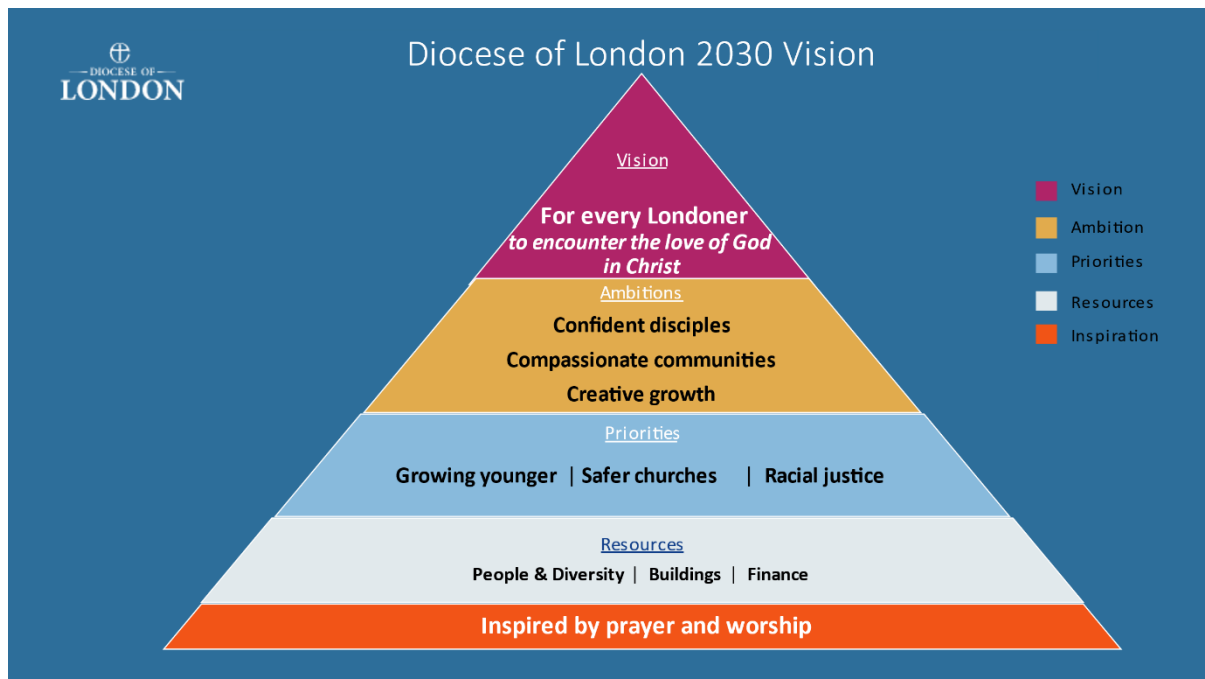 DIOCESE OF
LONDON
Diocese of London 2030 Vision
Vision
For every Londoner
to encounter the love of God
in Christ
Ambitions
Confident disciples
Compassionate communities
Creative growth
Priorities
Growing younger | Safer churches | Racial justice
Resources
People & Diversity | Buildings | Finance
Inspired by prayer and worship
Vision
Ambition
Priorities
Resources
Inspiration